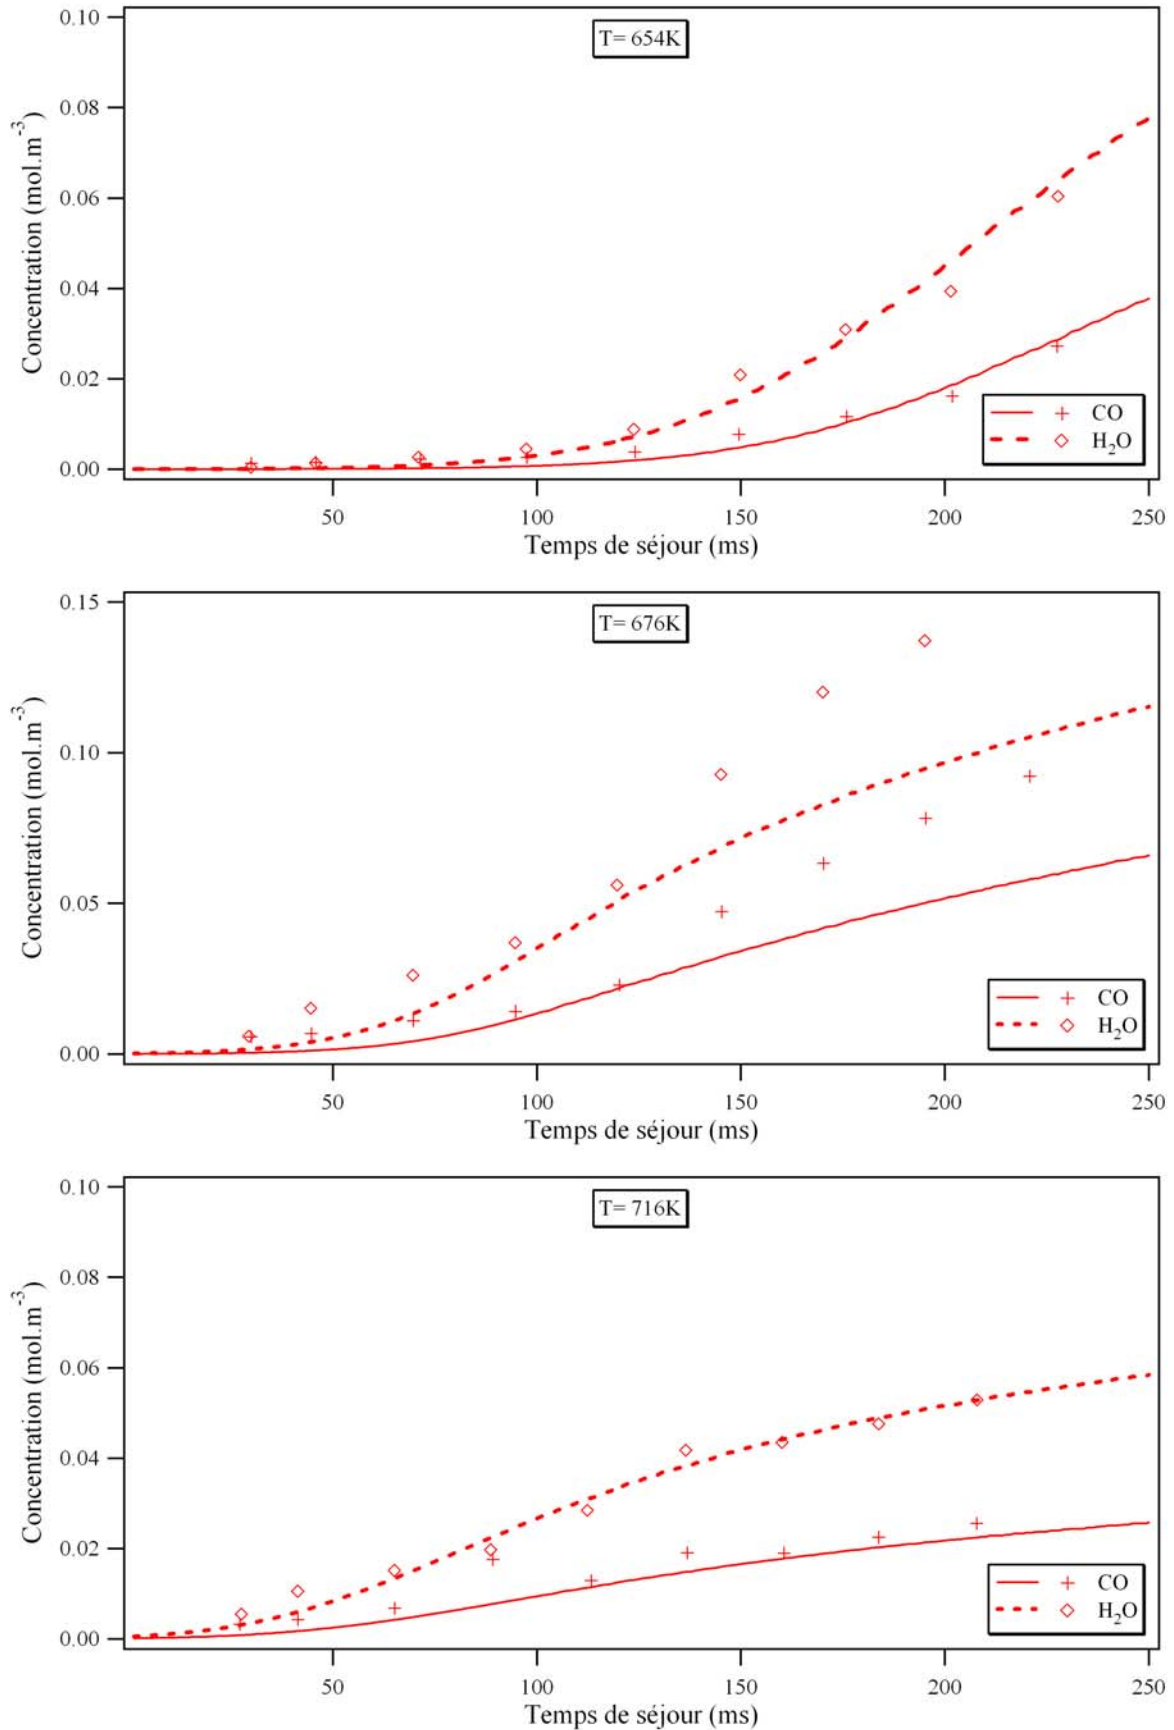 0.10
T= 654K
0.08
0.06
0.04
0.02
0.00
Concentration (mol.m⁻³)
CO
H₂O
50
100
150
200
250
Temps de séjour (ms)
0.15
T= 676K
0.10
0.05
0.00
Concentration (mol.m⁻³)
CO
H₂O
50
100
150
200
250
Temps de séjour (ms)
0.10
T= 716K
0.08
0.06
0.04
0.02
0.00
Concentration (mol.m⁻³)
CO
H₂O
50
100
150
200
250
Temps de séjour (ms)